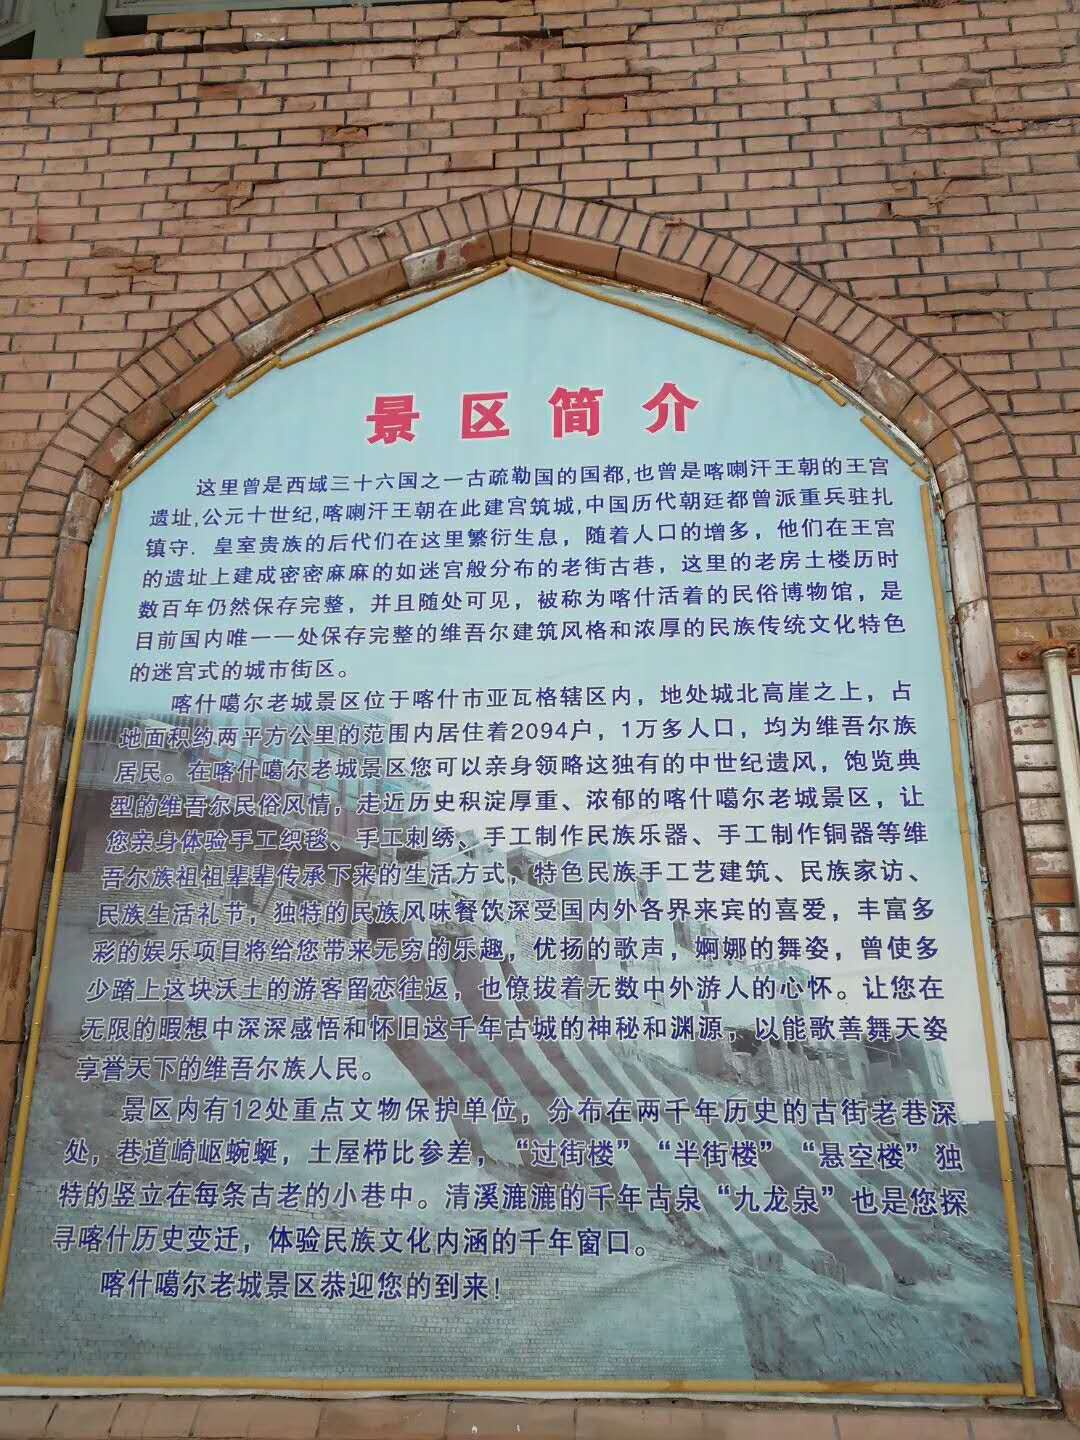 景区简介
这里曾是西域三十六国之一古疏勒国的国都,也曾是喀喇汗王朝的王宫
遗址,公元十世纪,喀喇汗王朝在此建宫筑城,中国历代朝廷都曾派重兵驻扎
镇守. 皇室贵族的后代们在这里繁衍生息，随着人口的增多，他们在王宫
的遗址上建成密密麻麻的如迷宫般分布的老街古巷，这里的老房土楼历时
数百年仍然保存完整，并且随处可见，被称为喀什活着的民俗博物馆，是
目前国内唯一一处保存完整的维吾尔建筑风格和浓厚的民族传统文化特色
的迷宫式的城市街区。
喀什噶尔老城景区位于喀什市亚瓦格辖区内，地处城北高崖之上，占
地面积约两平方公里的范围内居住着2094户，1万多人口，均为维吾尔族
居民。在喀什噶尔老城景区您可以亲身领略这独有的中世纪遗风，饱览典
型的维吾尔民俗风情，走近历史积淀厚重、浓郁的喀什噶尔老城景区，让
您亲身体验手工织毯、手工刺绣、手工制作民族乐器、手工制作铜器等维
吾尔族祖祖辈辈传承下来的生活方式，特色民族手工艺建筑、民族家访、
民族生活礼节，独特的民族风味餐饮深受国内外各界来宾的喜爱，丰富多
彩的娱乐项目将给您带来无穷的乐趣，优扬的歌声，婀娜的舞姿，曾使多
少踏上这块沃土的游客留恋往返，也僚拔着无数中外游人的心怀。让您在
无限的暇想中深深感悟和怀旧这千年古城的神秘和渊源，以能歌善舞天姿
享誉天下的维吾尔族人民。
景区内有12处重点文物保护单位，分布在两千年历史的古街老巷深
处，巷道崎岖蜿蜒，土屋栉比参差，“过街楼”“半街楼”“悬空楼”独
特的竖立在每条古老的小巷中。清溪漉漉的千年古泉“九龙泉”也是您探
寻喀什历史变迁，体验民族文化内涵的千年窗口。
喀什噶尔老城景区恭迎您的到来！